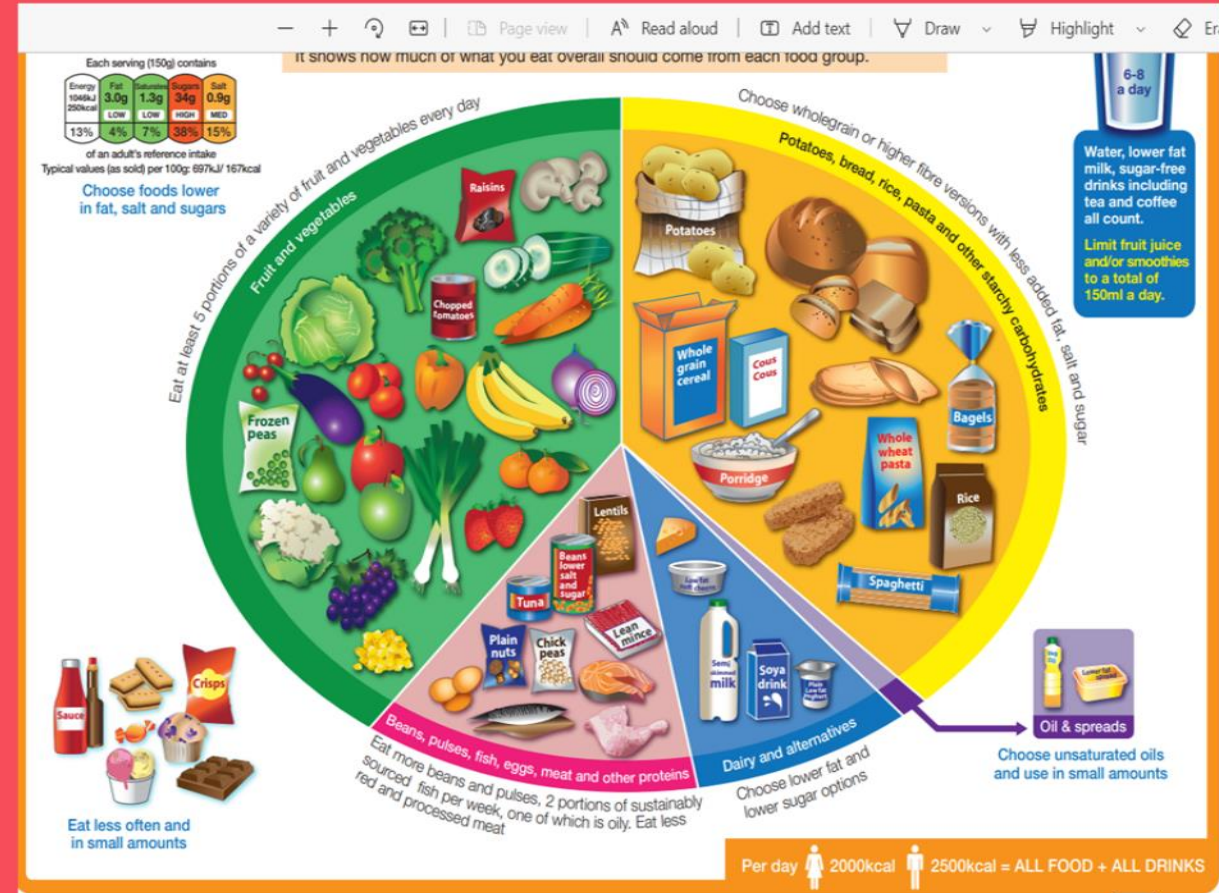 Page view
Read aloud
Add text
Draw
Highlight
It shows how much of what you eat overall should come from each food group.
Each serving (150g) contains
Energy
1046kJ
250kcal
13%
Fat
3.0g
LOW
4%
Saturates
1.3g
LOW
7%
Sugars
34g
HIGH
38%
Salt
0.9g
MED
15%
of an adult's reference intake
Typical values (as sold) per 100g: 697kJ/ 167kcal
Choose foods lower
in fat, salt and sugars
6-8
a day
Water, lower fat
milk, sugar-free
drinks including
tea and coffee
all count.
Limit fruit juice
and/or smoothies
to a total of
150ml a day.
Eat at least 5 portions of a variety of fruit and vegetables every day
Fruit and vegetables
Raisins
Chopped
tomatoes
Frozen
peas
Choose wholegrain or higher fibre versions with less added fat, salt and sugar
Potatoes, bread, rice, pasta and other starchy carbohydrates
Potatoes
Whole
grain
cereal
Cous
Cous
Bagels
Porridge
Whole
wheat
pasta
Rice
Spaghetti
Lentils
Beans
lower
salt
and
sugar
Tuna
Plain
nuts
Chick
peas
Lean
mince
Beans, pulses, fish, eggs, meat and other proteins
Eat more beans and pulses, 2 portions of sustainably
sourced fish per week, one of which is oily. Eat less
red and processed meat
Semi
skimmed
milk
Soya
drink
Plain
Low fat
Dairy and alternatives
Choose lower fat and
lower sugar options
Oil & spreads
Choose unsaturated oils
and use in small amounts
Sauce
Crisps
Eat less often and
in small amounts
Per day 2000kcal 2500kcal = ALL FOOD + ALL DRINKS